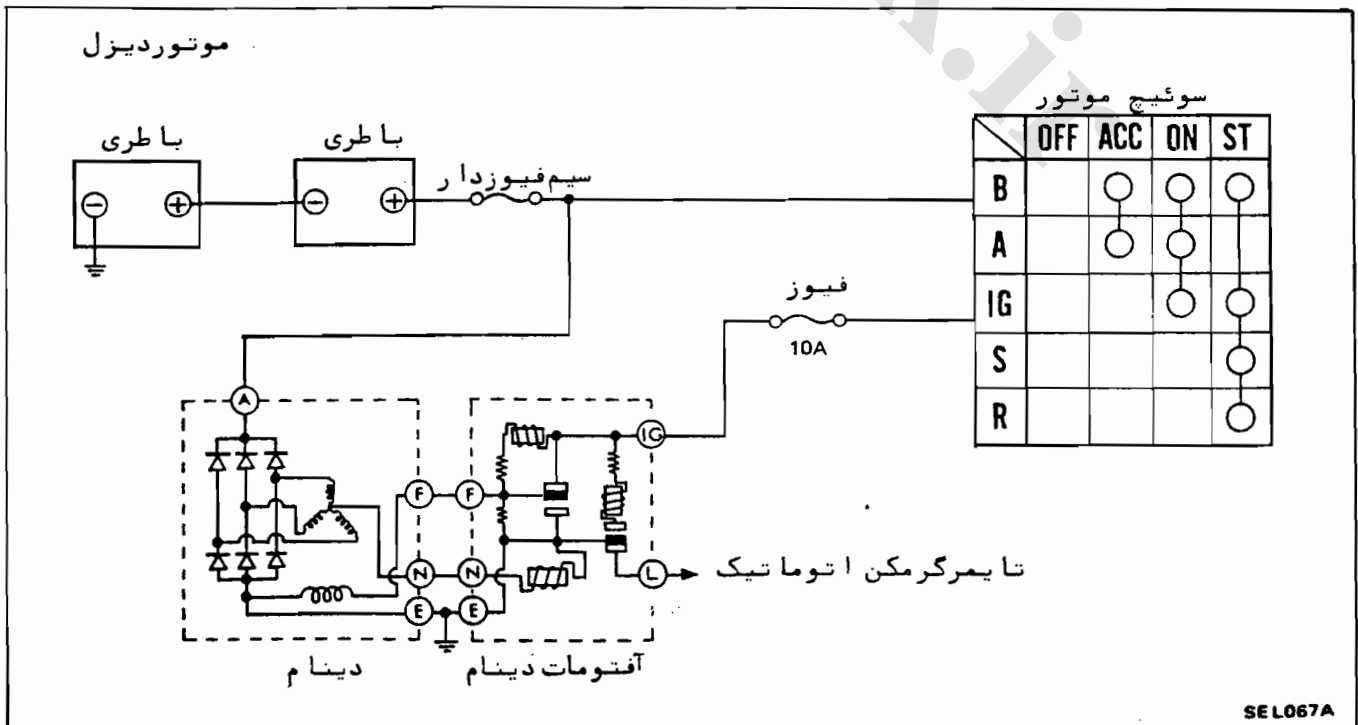 موتوردیزل
سوئیچ موتور
OFF ACC ON ST
B
A
IG
S
R
باطری
باطری
سیم‌فیوزدار
فیوز
10A
A
F F
N N
E E
IG
L
تایمرگرمکن اتوماتیک
دینام
آفتومات دینام
SEL067A